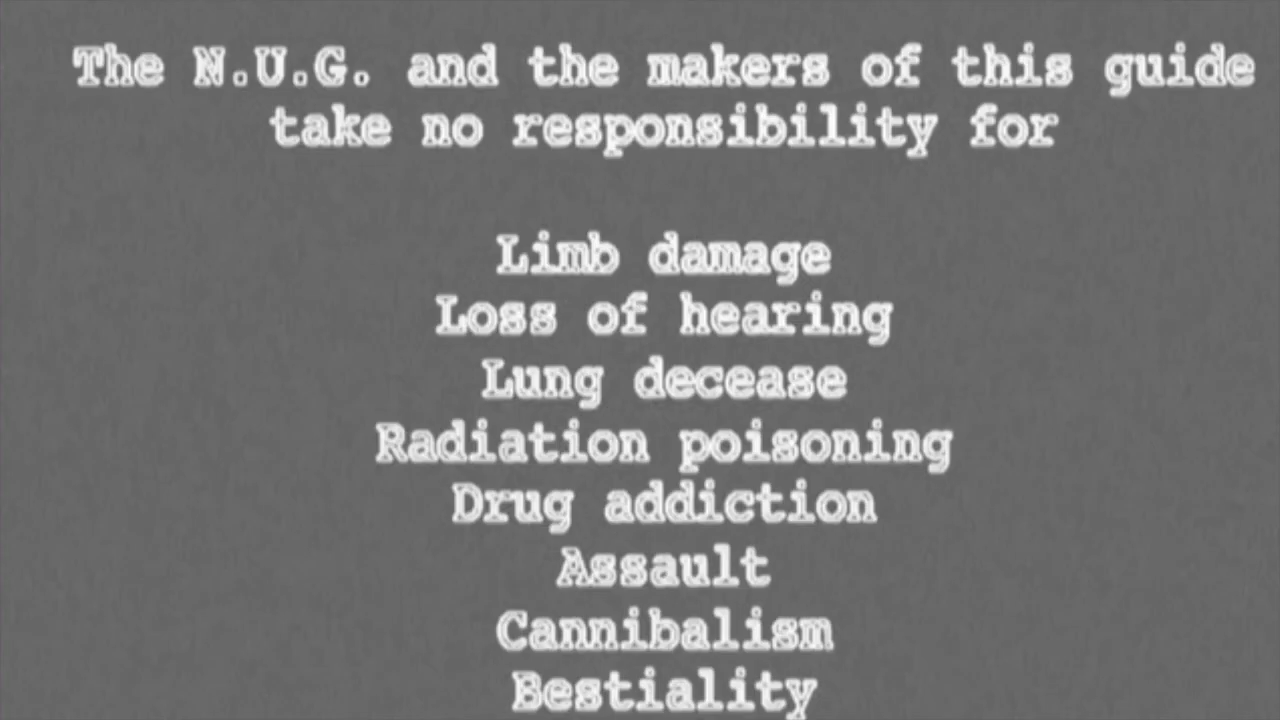 The N.U.G. and the makers of this guide
take no responsibility for
Limb damage
Loss of hearing
Lung decease
Radiation poisoning
Drug addiction
Assault
Cannibalism
Bestiality